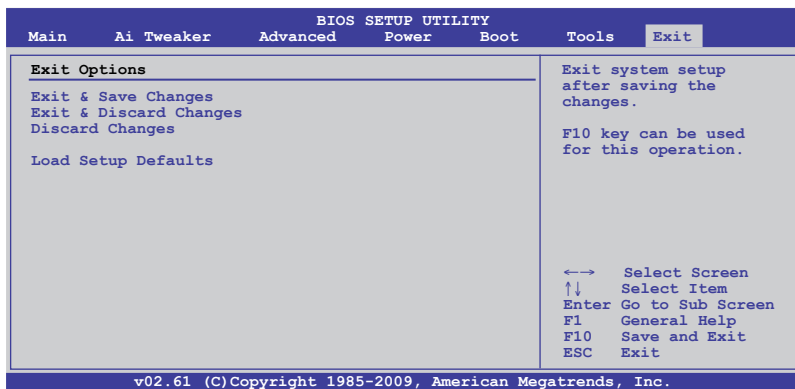 BIOS SETUP UTILITY
Main Ai Tweaker Advanced Power Boot Tools Exit
Exit Options
Exit & Save Changes
Exit & Discard Changes
Discard Changes
Load Setup Defaults
Exit system setup
after saving the
changes.
F10 key can be used
for this operation.
←→ Select Screen
↑↓ Select Item
Enter Go to Sub Screen
F1 General Help
F10 Save and Exit
ESC Exit
v02.61 (C)Copyright 1985-2009, American Megatrends, Inc.